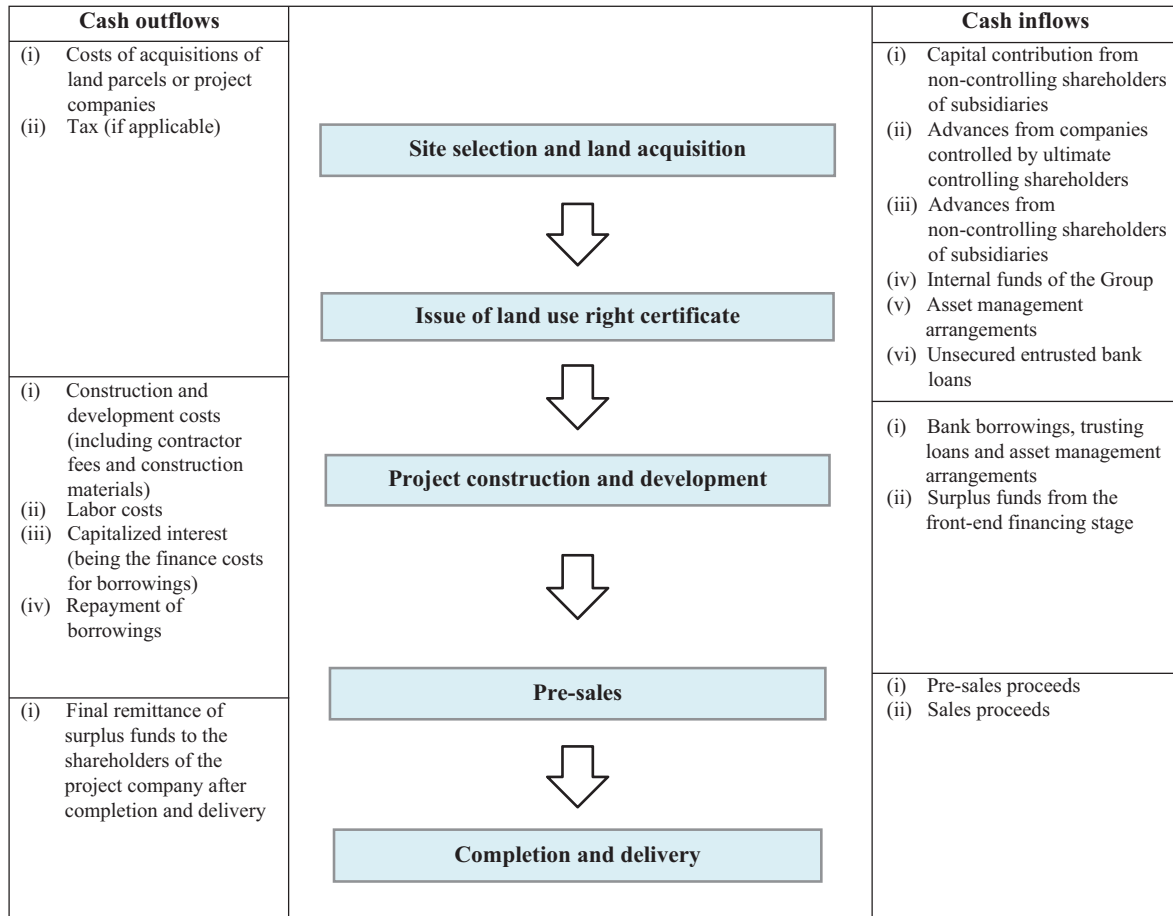 Cash outflows
(i) Costs of acquisitions of
land parcels or project
companies
(ii) Tax (if applicable)
(i) Construction and
development costs
(including contractor
fees and construction
materials)
(ii) Labor costs
(iii) Capitalized interest
(being the finance costs
for borrowings)
(iv) Repayment of
borrowings
(i) Final remittance of
surplus funds to the
shareholders of the
project company after
completion and delivery
Site selection and land acquisition
Issue of land use right certificate
Project construction and development
Pre-sales
Completion and delivery
Cash inflows
(i) Capital contribution from
non-controlling shareholders
of subsidiaries
(ii) Advances from companies
controlled by ultimate
controlling shareholders
(iii) Advances from
non-controlling shareholders
of subsidiaries
(iv) Internal funds of the Group
(v) Asset management
arrangements
(vi) Unsecured entrusted bank
loans
(i) Bank borrowings, trusting
loans and asset management
arrangements
(ii) Surplus funds from the
front-end financing stage
(i) Pre-sales proceeds
(ii) Sales proceeds